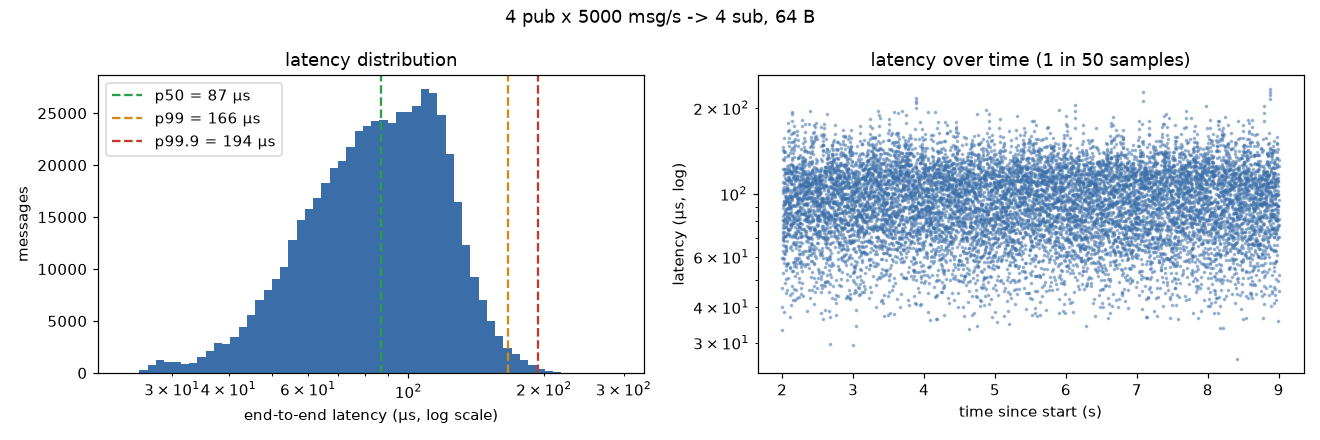 4 pub x 5000 msg/s -> 4 sub, 64 B
latency distribution
p50 = 87 µs
p99 = 166 µs
p99.9 = 194 µs
messages
25000
20000
15000
10000
5000
0
3 × 10¹
4 × 10¹
6 × 10¹
10²
2 × 10²
3 × 10²
end-to-end latency (µs, log scale)
latency over time (1 in 50 samples)
latency (µs, log)
2 × 10²
10²
6 × 10¹
4 × 10¹
3 × 10¹
2 3 4 5 6 7 8 9
time since start (s)